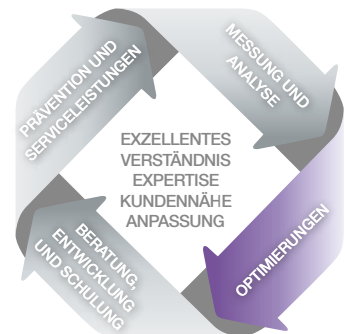 PRÄVENTION UND
SERVICELEISTUNGEN
MESSUNG UND
ANALYSE
EXZELLENTES
VERSTÄNDNIS
EXPERTISE
KUNDENNÄHE
ANPASSUNG
OPTIMIERUNGEN
BERATUNG,
ENTWICKLUNG
UND SCHULUNG